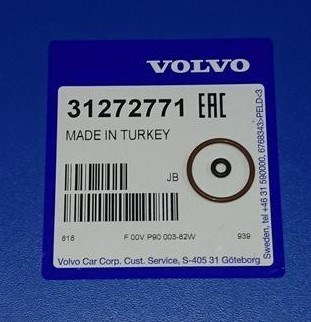 VOLVO
31272771 EAC
MADE IN TURKEY
JB
818 F 00V P90 003-82W 939
Volvo Car Corp. Cust. Service, S-405 31 Göteborg
Sweden, tel +46 31 590000, 6768343>PELD<3